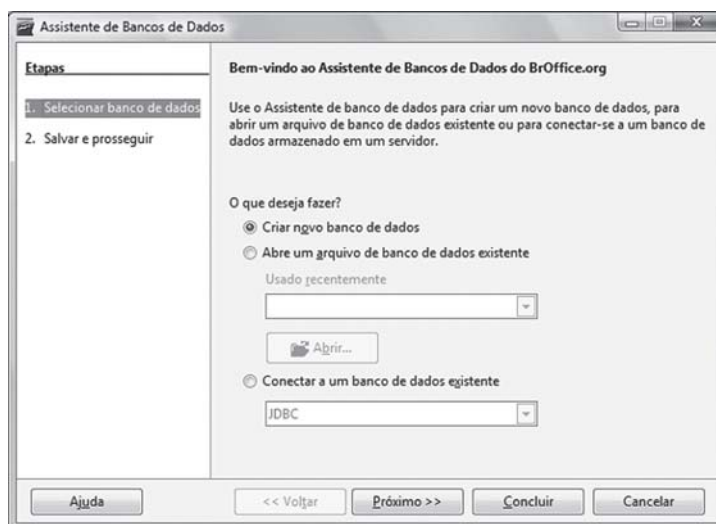 Assistente de Bancos de Dados
Etapas
1. Selecionar banco de dados
2. Salvar e prosseguir
Bem-vindo ao Assistente de Bancos de Dados do BrOffice.org
Use o Assistente de banco de dados para criar um novo banco de dados, para
abrir um arquivo de banco de dados existente ou para conectar-se a um banco de
dados armazenado em um servidor.
O que deseja fazer?
Criar novo banco de dados
Abre um arquivo de banco de dados existente
Usado recentemente
Abrir...
Conectar a um banco de dados existente
JDBC
Ajuda
<< Voltar
Próximo >>
Concluir
Cancelar